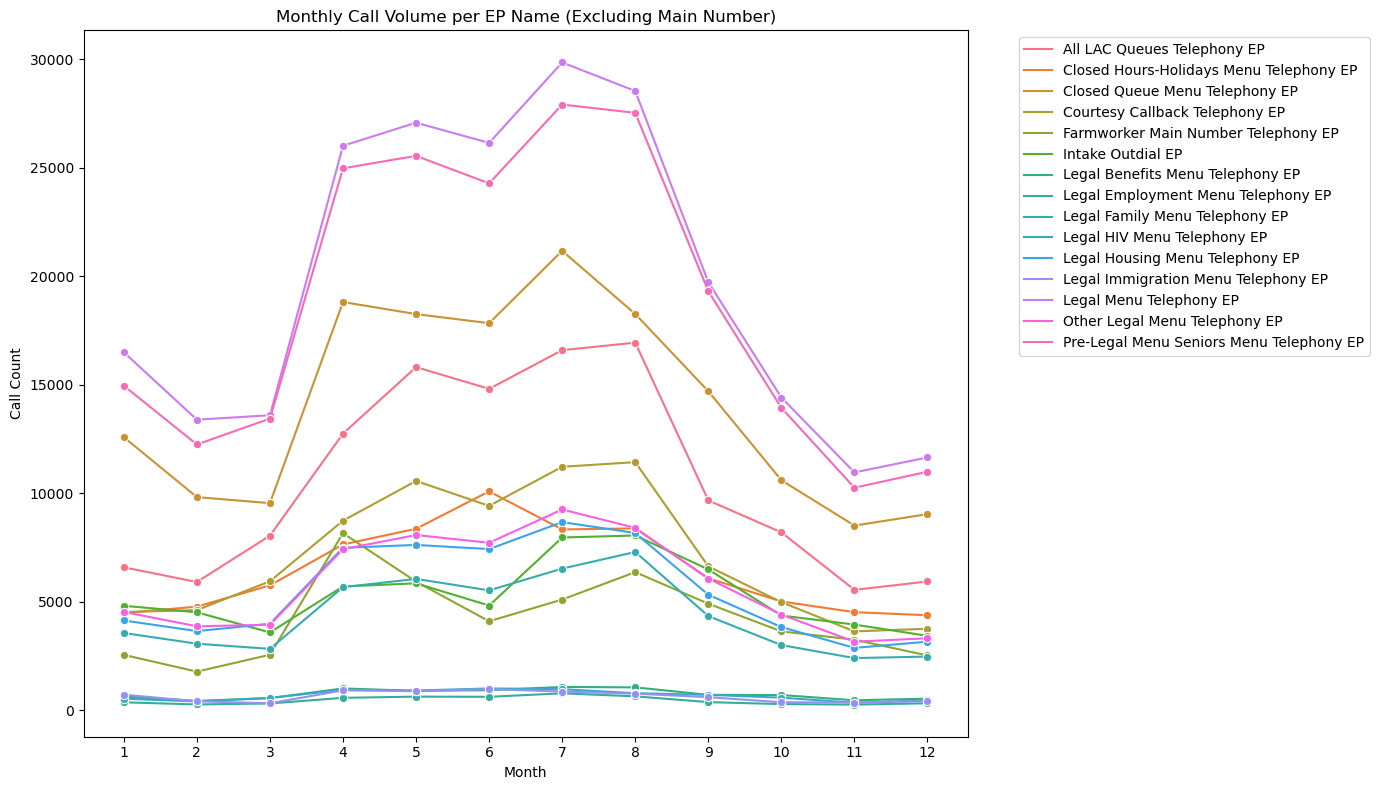 Monthly Call Volume per EP Name (Excluding Main Number)
30000
25000
20000
15000
10000
5000
0
Call Count
1 2 3 4 5 6 7 8 9 10 11 12
Month
All LAC Queues Telephony EP
Closed Hours-Holidays Menu Telephony EP
Closed Queue Menu Telephony EP
Courtesy Callback Telephony EP
Farmworker Main Number Telephony EP
Intake Outdial EP
Legal Benefits Menu Telephony EP
Legal Employment Menu Telephony EP
Legal Family Menu Telephony EP
Legal HIV Menu Telephony EP
Legal Housing Menu Telephony EP
Legal Immigration Menu Telephony EP
Legal Menu Telephony EP
Other Legal Menu Telephony EP
Pre-Legal Menu Seniors Menu Telephony EP